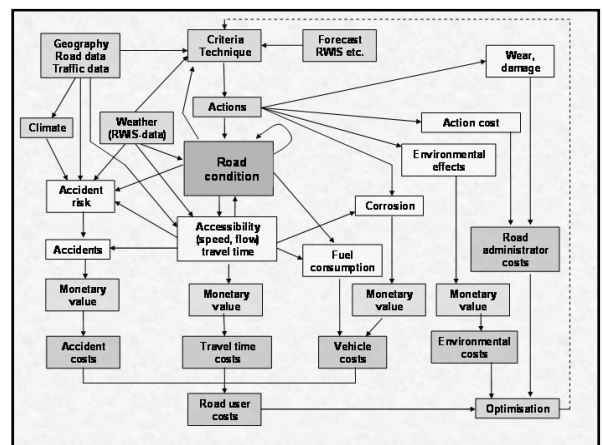 Geography
Road data
Traffic data
Criteria
Technique
Forecast
RWIS etc.
Wear,
damage
Actions
Climate
Weather
(RWIS-data)
Action cost
Road
condition
Environmental
effects
Accident
risk
Corrosion
Accessibility
(speed, flow)
travel time
Accidents
Fuel
consumption
Road
administrator
costs
Monetary
value
Monetary
value
Monetary
value
Monetary
value
Accident
costs
Travel time
costs
Vehicle
costs
Environmental
costs
Road user
costs
Optimisation